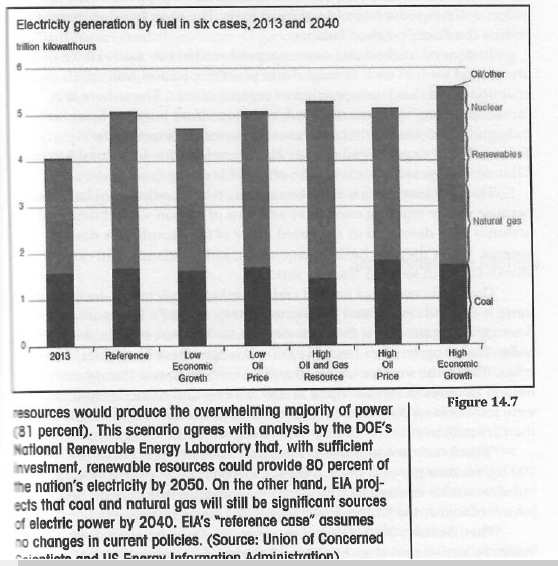 Electricity generation by fuel in six cases, 2013 and 2040
trillion kilowatthours
6
5
4
3
2
1
0
Oil/other
Nuclear
Renewables
Natural gas
Coal
2013
Reference
Low
Economic
Growth
Low
Oil
Price
High
Oil and Gas
Resource
High
Oil
Price
High
Economic
Growth
Figure 14.7
resources would produce the overwhelming majority of power
(81 percent). This scenario agrees with analysis by the DOE's
National Renewable Energy Laboratory that, with sufficient
investment, renewable resources could provide 80 percent of
the nation's electricity by 2050. On the other hand, EIA proj-
ects that coal and natural gas will still be significant sources
of electric power by 2040. EIA's "reference case" assumes
no changes in current policies. (Source: Union of Concerned
Scientists and US Energy Information Administration)